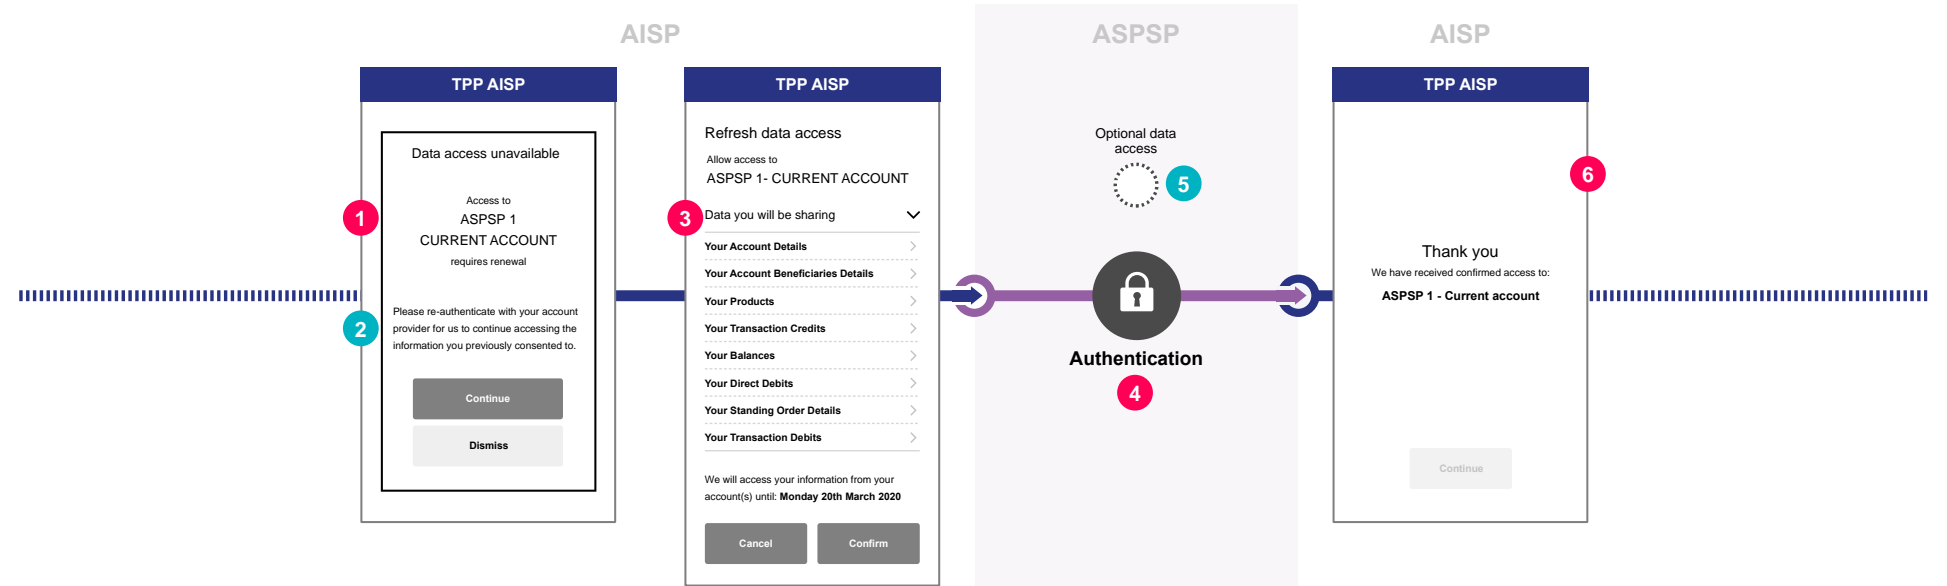 AISP
ASPSP
AISP
TPP AISP
Data access unavailable
1
Access to
ASPSP 1
CURRENT ACCOUNT
requires renewal
2
Please re-authenticate with your account
provider for us to continue accessing the
information you previously consented to.
Continue
Dismiss
TPP AISP
Refresh data access
Allow access to
ASPSP 1- CURRENT ACCOUNT
3
Data you will be sharing
Your Account Details
Your Account Beneficiaries Details
Your Products
Your Transaction Credits
Your Balances
Your Direct Debits
Your Standing Order Details
Your Transaction Debits
We will access your information from your
account(s) until: Monday 20th March 2020
Cancel
Confirm
Optional data
access
5
Authentication
4
TPP AISP
6
Thank you
We have received confirmed access to:
ASPSP 1 - Current account
Continue